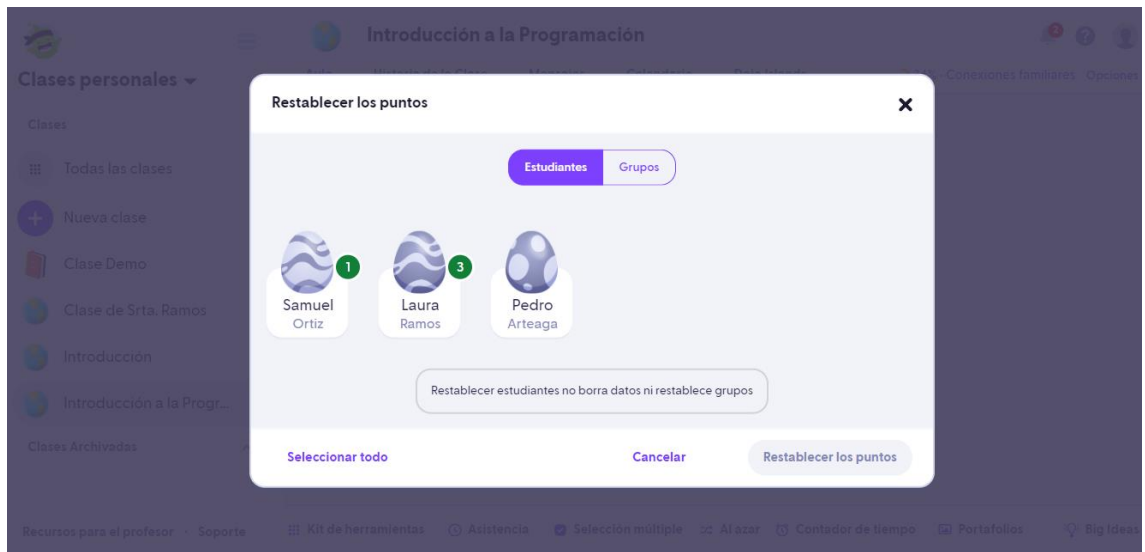 Introducción a la Programación
2
Clases personales
Conexiones familiares Opciones
Restablecer los puntos
Clases
Estudiantes Grupos
Todas las clases
Nueva clase
Clase Demo
1 3
Samuel Laura Pedro
Ortiz Ramos Arteaga
Clase de Srta. Ramos
Introducción
Restablecer estudiantes no borra datos ni restablece grupos
Introducción a la Progr...
Clases Archivadas
Seleccionar todo Cancelar Restablecer los puntos
Recursos para el profesor · Soporte Kit de herramientas Asistencia Selección múltiple Al azar Contador de tiempo Portafolios Big Ideas